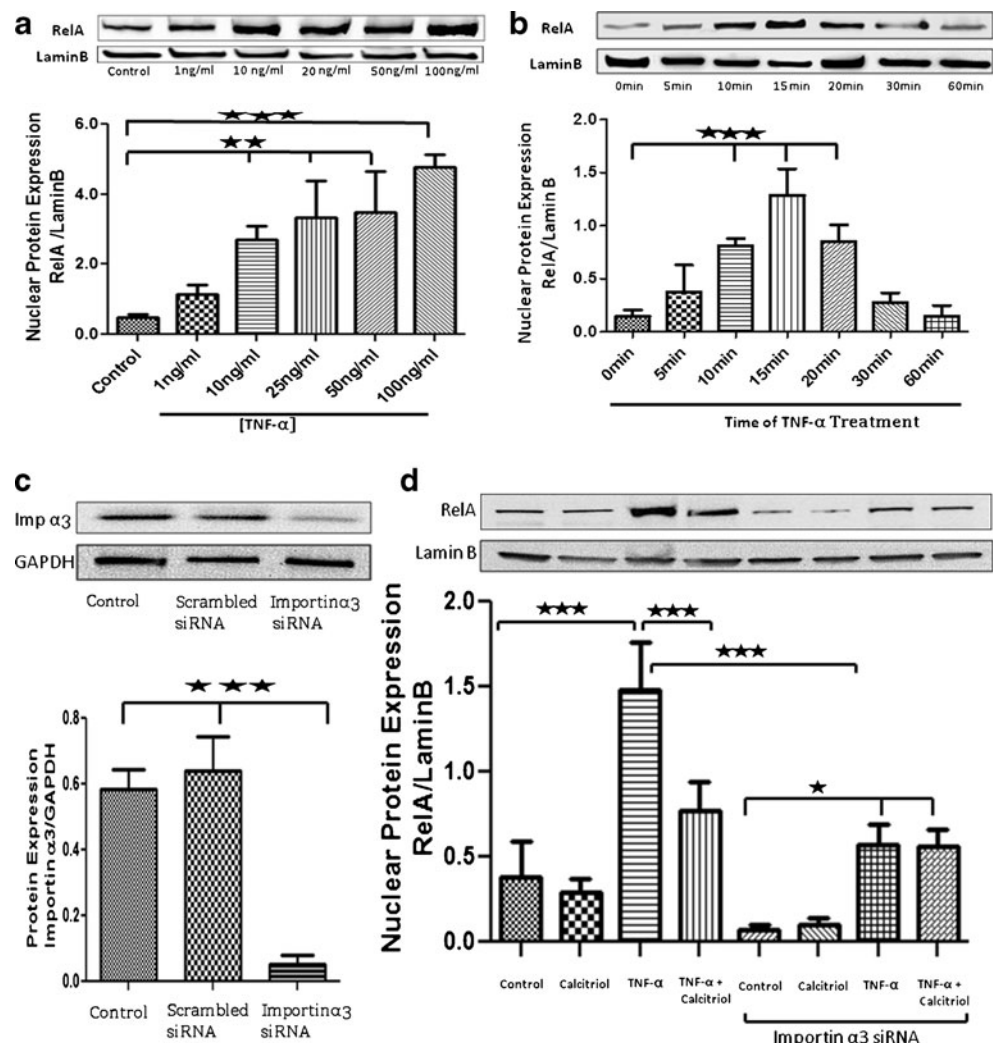 a
RelA
LaminB
Control 1ng/ml 10 ng/ml 20 ng/ml 50ng/ml 100ng/ml
★★★
★★
Nuclear Protein Expression
RelA /LaminB
6.0
4.0
2.0
0.0
Control 1ng/ml 10ng/ml 25ng/ml 50ng/ml 100ng/ml
[TNF-α]
b
RelA
LaminB
0min 5min 10min 15min 20min 30min 60min
★★★
Nuclear Protein Expression
RelA/Lamin B
2.0
1.5
1.0
0.5
0.0
0min 5min 10min 15min 20min 30min 60min
Time of TNF-α Treatment
c
Imp α3
GAPDH
Control Scrambled siRNA Importinα3 siRNA
★ ★ ★
Protein Expression
Importin α3/GAPDH
0.8
0.6
0.4
0.2
0.0
Control Scrambled siRNA Importinα3 siRNA
d
RelA
Lamin B
★★★ ★★★
★★★
★
Nuclear Protein Expression
RelA/LaminB
2.0
1.5
1.0
0.5
0.0
Control Calcitriol TNF-α TNF-α + Calcitriol Control Calcitriol TNF-α TNF-α + Calcitriol
Importin α3 siRNA